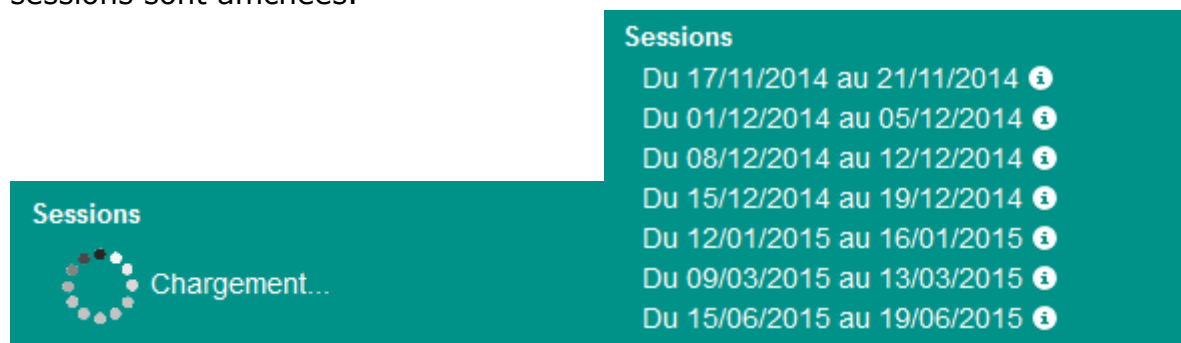 sessions sont affichées.
Sessions
Chargement...
Sessions
Du 17/11/2014 au 21/11/2014
Du 01/12/2014 au 05/12/2014
Du 08/12/2014 au 12/12/2014
Du 15/12/2014 au 19/12/2014
Du 12/01/2015 au 16/01/2015
Du 09/03/2015 au 13/03/2015
Du 15/06/2015 au 19/06/2015